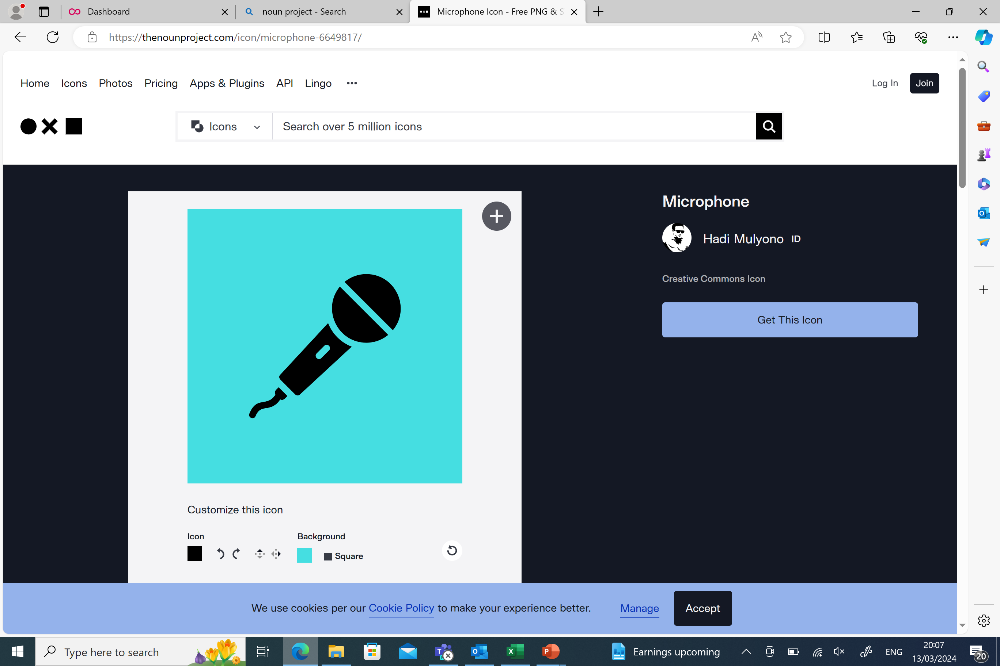 Dashboard
noun project - Search
Microphone Icon - Free PNG & S
https://thenounproject.com/icon/microphone-6649817/
Home Icons Photos Pricing Apps & Plugins API Lingo
Log In Join
Icons
Search over 5 million icons
Microphone
Hadi Mulyono ID
Creative Commons Icon
Get This Icon
Customize this icon
Icon
Background
Square
We use cookies per our Cookie Policy to make your experience better.
Manage
Accept
Type here to search
Earnings upcoming
ENG
20:07
13/03/2024
20